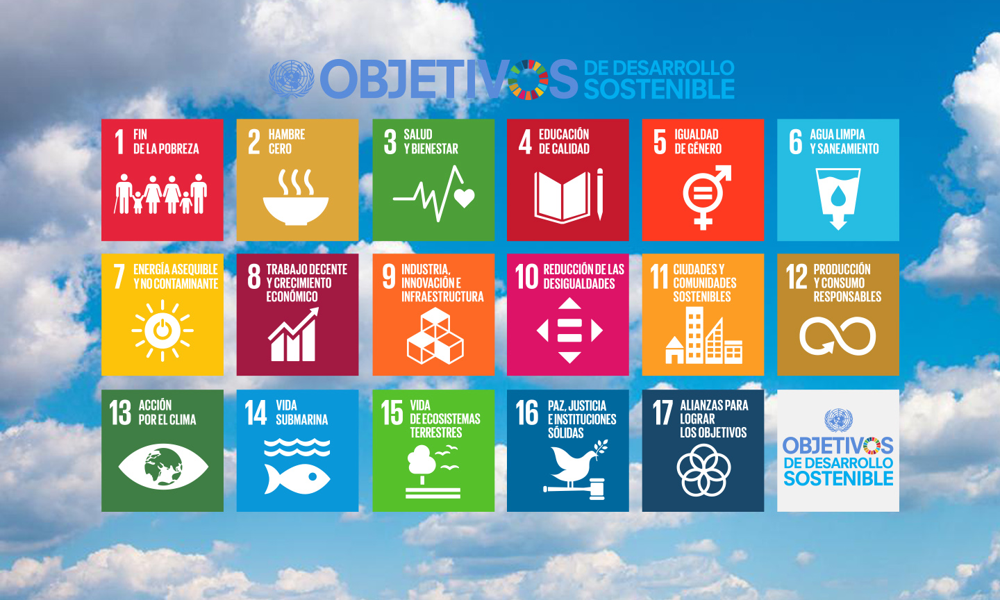 OBJETIVOS
DE DESARROLLO
SOSTENIBLE
1 FIN
DE LA POBREZA
2 HAMBRE
CERO
3 SALUD
Y BIENESTAR
4 EDUCACIÓN
DE CALIDAD
5 IGUALDAD
DE GÉNERO
6 AGUA LIMPIA
Y SANEAMIENTO
7 ENERGÍA ASEQUIBLE
Y NO CONTAMINANTE
8 TRABAJO DECENTE
Y CRECIMIENTO
ECONÓMICO
9 INDUSTRIA,
INNOVACIÓN E
INFRAESTRUCTURA
10 REDUCCIÓN DE LAS
DESIGUALDADES
11 CIUDADES Y
COMUNIDADES
SOSTENIBLES
12 PRODUCCIÓN
Y CONSUMO
RESPONSABLES
13 ACCIÓN
POR EL CLIMA
14 VIDA
SUBMARINA
15 VIDA
DE ECOSISTEMAS
TERRESTRES
16 PAZ, JUSTICIA
E INSTITUCIONES
SÓLIDAS
17 ALIANZAS PARA
LOGRAR
LOS OBJETIVOS
OBJETIVOS
DE DESARROLLO
SOSTENIBLE